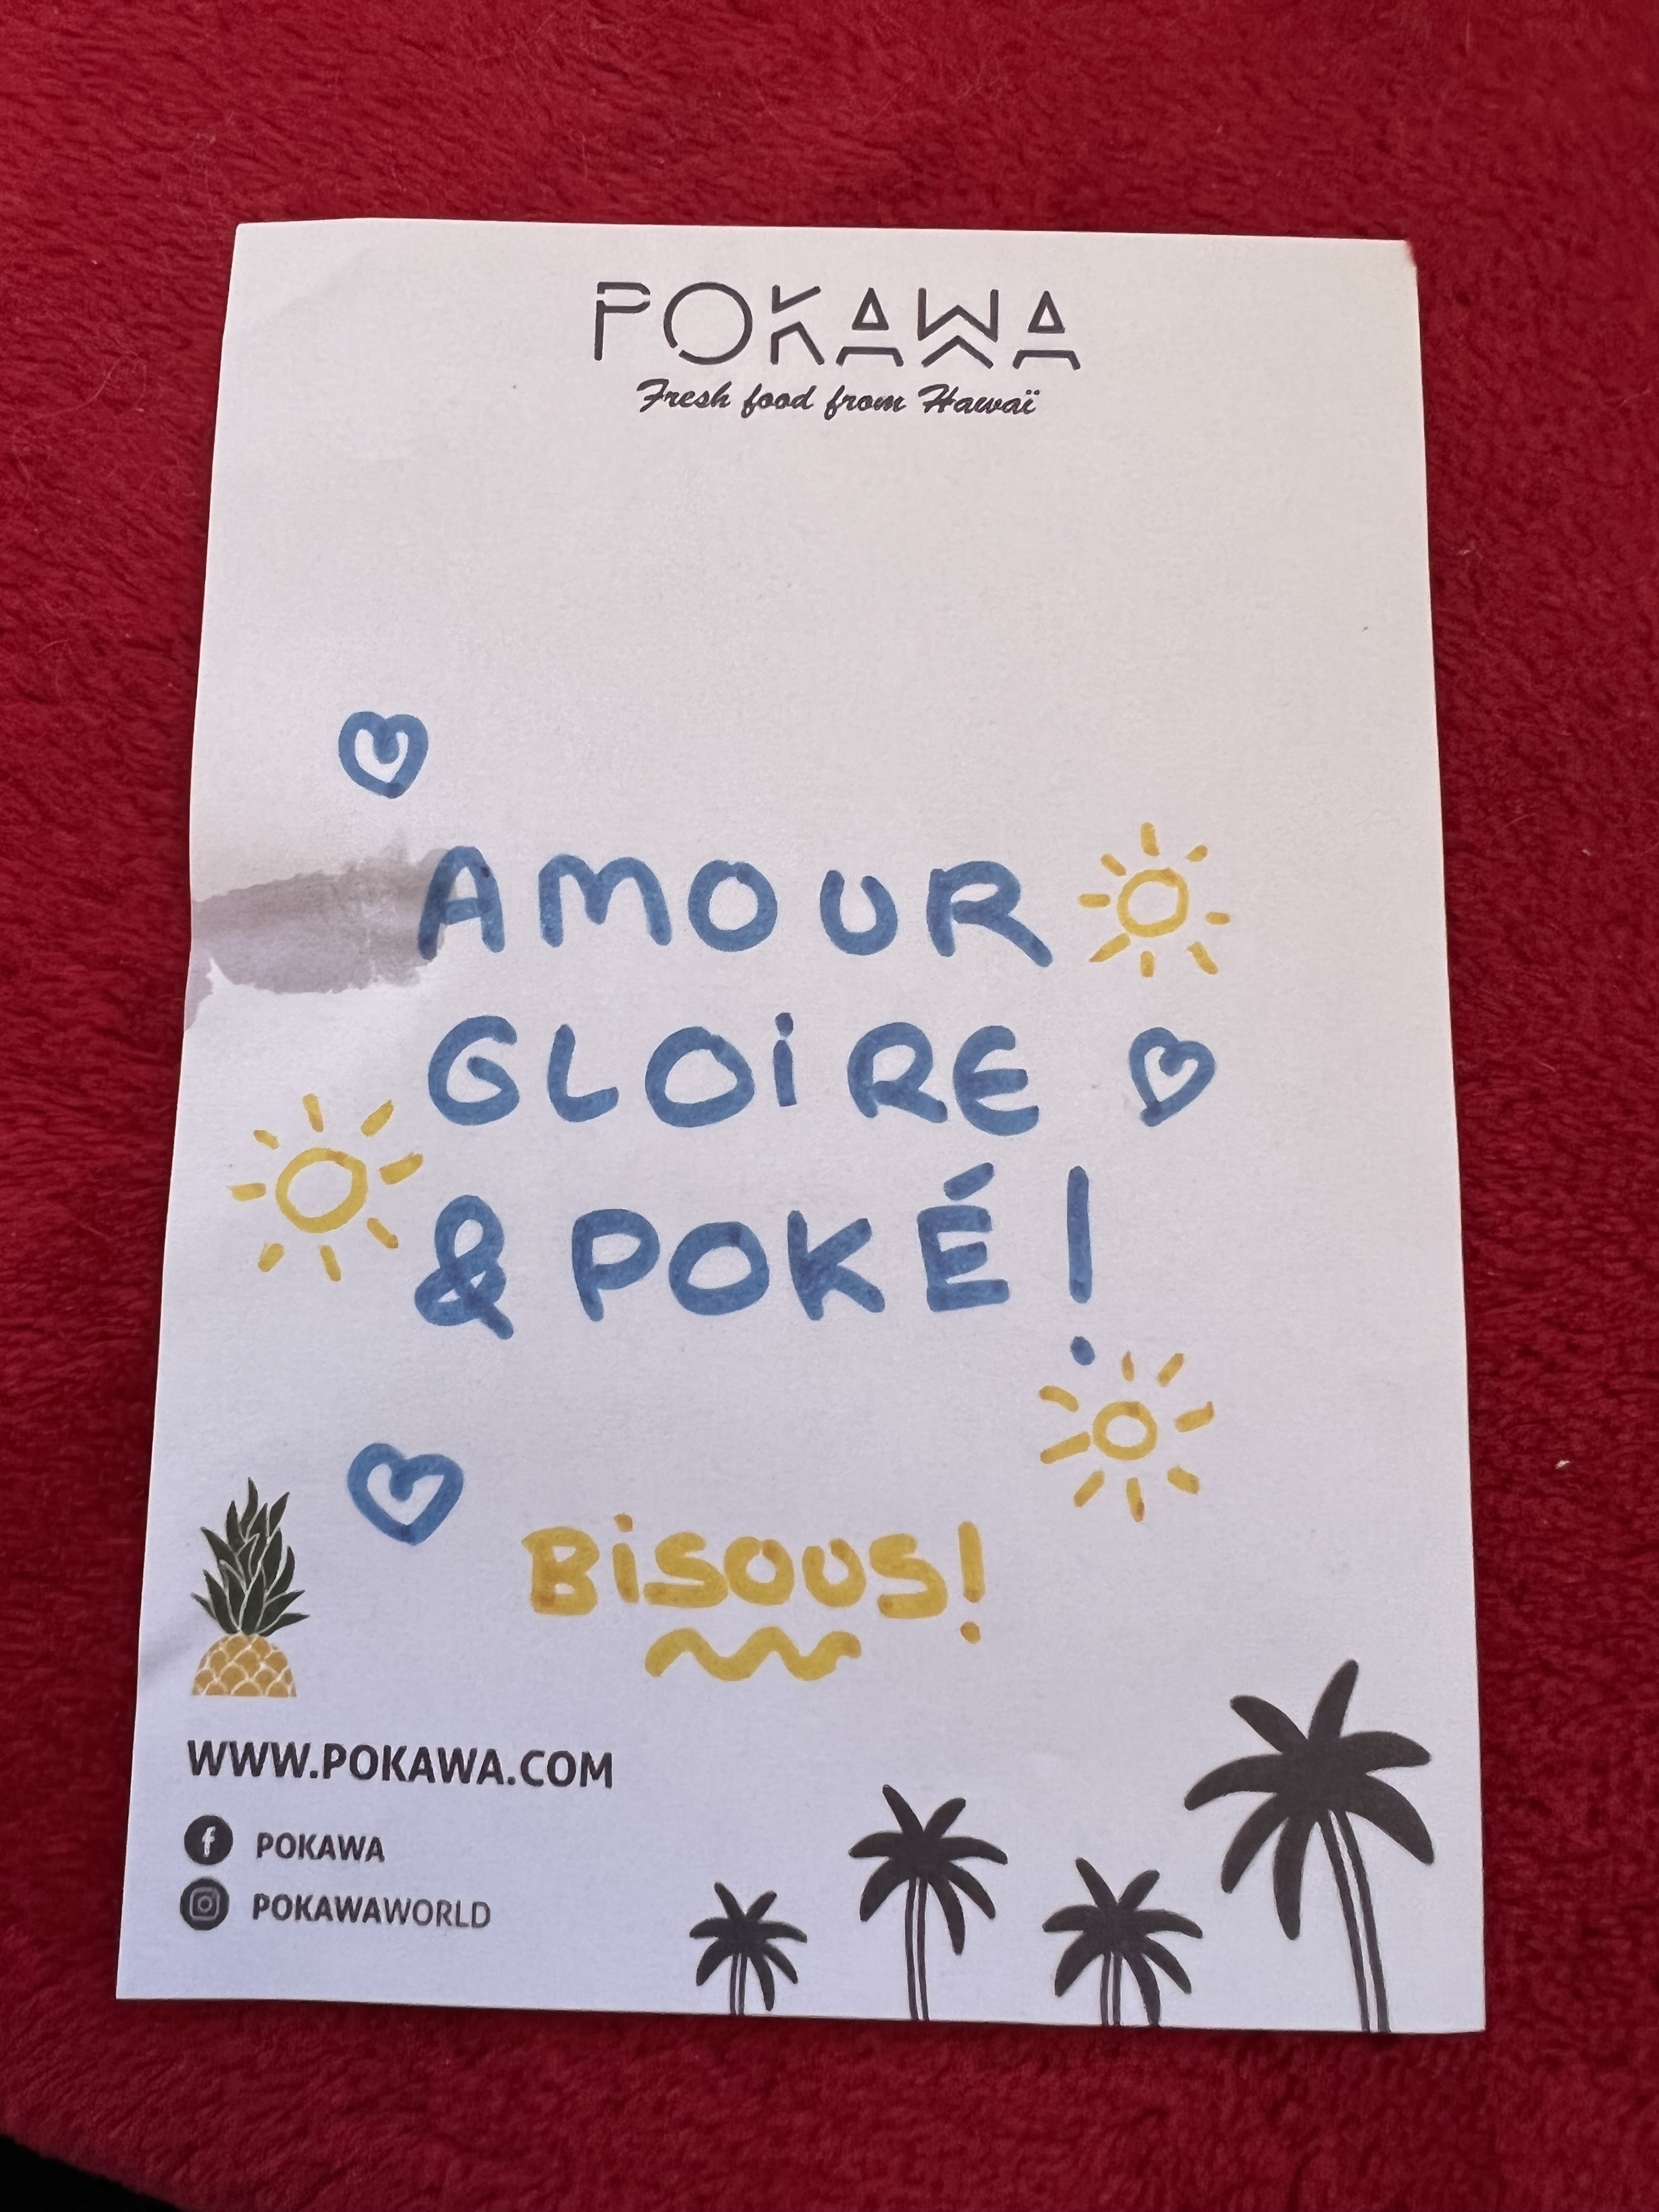 POKAWA
Fresh food from Hawaï
AMOUR
GLOiRE
& POKÉ!
BiSOUS!
WWW.POKAWA.COM
POKAWA
POKAWAWORLD